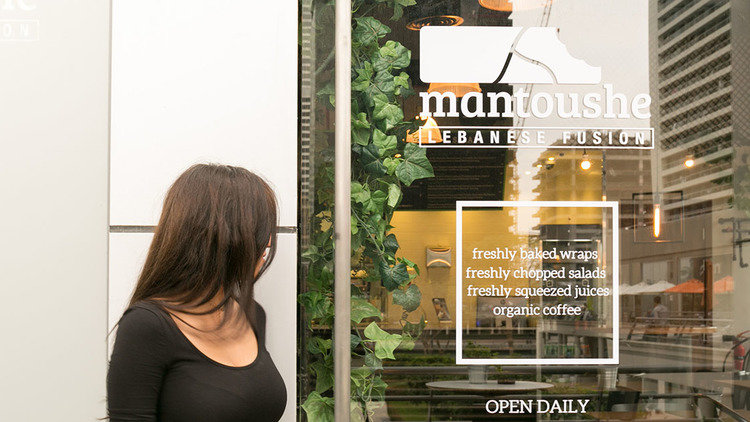 mantoushe
LEBANESE FUSION
freshly baked wraps
freshly chopped salads
freshly squeezed juices
organic coffee
OPEN DAILY